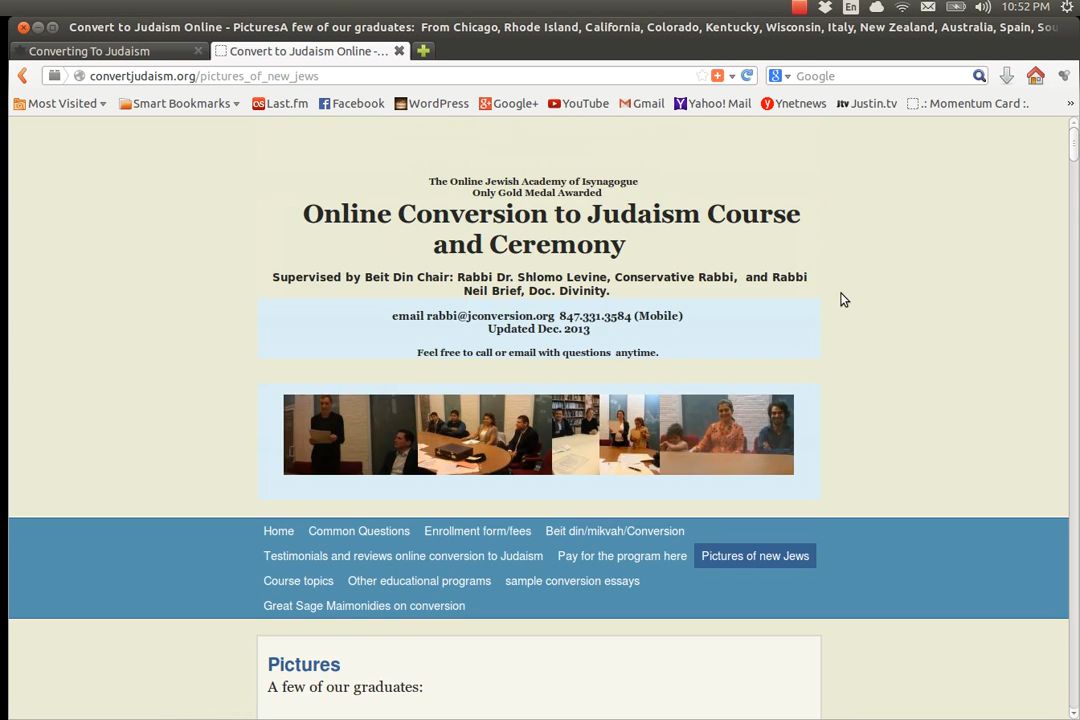 En 10:52 PM
Convert to Judaism Online - PicturesA few of our graduates: From Chicago, Rhode Island, California, Colorado, Kentucky, Wisconsin, Italy, New Zealand, Australia, Spain, Sou
Converting To Judaism Convert to Judaism Online -...
convertjudaism.org/pictures_of_new_jews Google
Most Visited Smart Bookmarks Last.fm Facebook WordPress Google+ YouTube Gmail Yahoo! Mail Ynetnews Justin.tv .: Momentum Card :. »
The Online Jewish Academy of Isynagogue
Only Gold Medal Awarded
Online Conversion to Judaism Course
and Ceremony
Supervised by Beit Din Chair: Rabbi Dr. Shlomo Levine, Conservative Rabbi, and Rabbi
Neil Brief, Doc. Divinity.
email rabbi@jconversion.org 847.331.3584 (Mobile)
Updated Dec. 2013
Feel free to call or email with questions anytime.
Home Common Questions Enrollment form/fees Beit din/mikvah/Conversion
Testimonials and reviews online conversion to Judaism Pay for the program here Pictures of new Jews
Course topics Other educational programs sample conversion essays
Great Sage Maimonidies on conversion
Pictures
A few of our graduates: